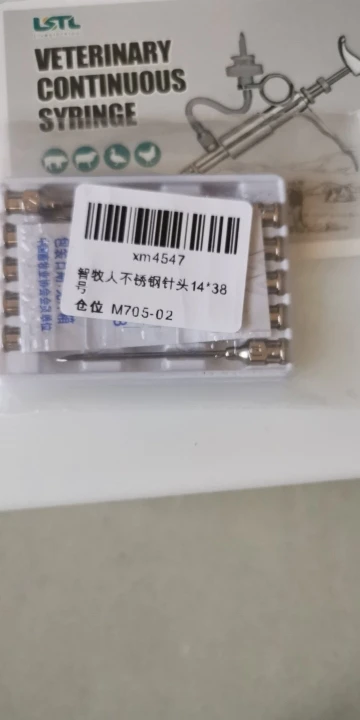 LSTL
VETERINARY
CONTINUOUS
SYRINGE
xm4547
智牧人不锈钢针头14*38
号
仓位 M705-02